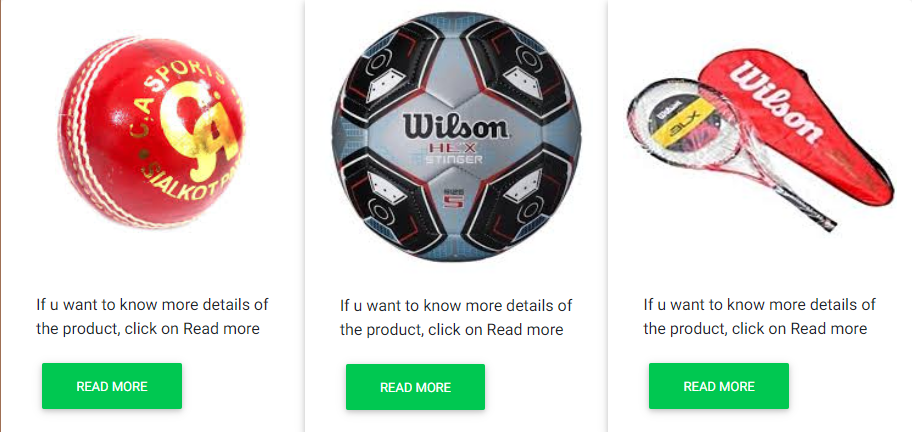 C.A SPORTS
CA
SIALKOT
If u want to know more details of
the product, click on Read more
READ MORE
Wilson
HEX
STINGER
SIZE
5
If u want to know more details of
the product, click on Read more
READ MORE
Wilson
BLX
Wilson
If u want to know more details of
the product, click on Read more
READ MORE